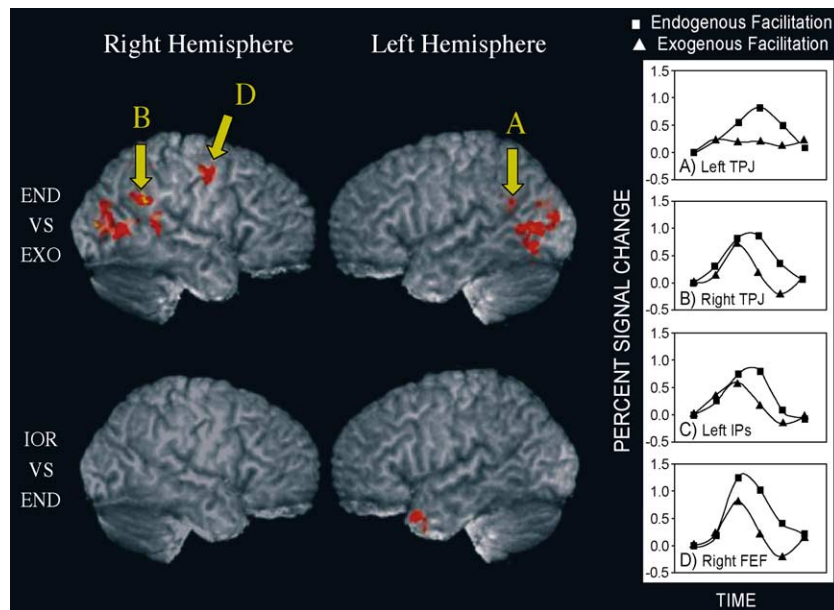 Right Hemisphere
Left Hemisphere
B
D
A
END
VS
EXO
IOR
VS
END
■ Endogenous Facilitation
▲ Exogenous Facilitation
PERCENT SIGNAL CHANGE
1.5
1.0
0.5
0.0
-0.5
A) Left TPJ
1.5
1.0
0.5
0.0
-0.5
B) Right TPJ
1.5
1.0
0.5
0.0
-0.5
C) Left IPs
1.5
1.0
0.5
0.0
-0.5
D) Right FEF
TIME